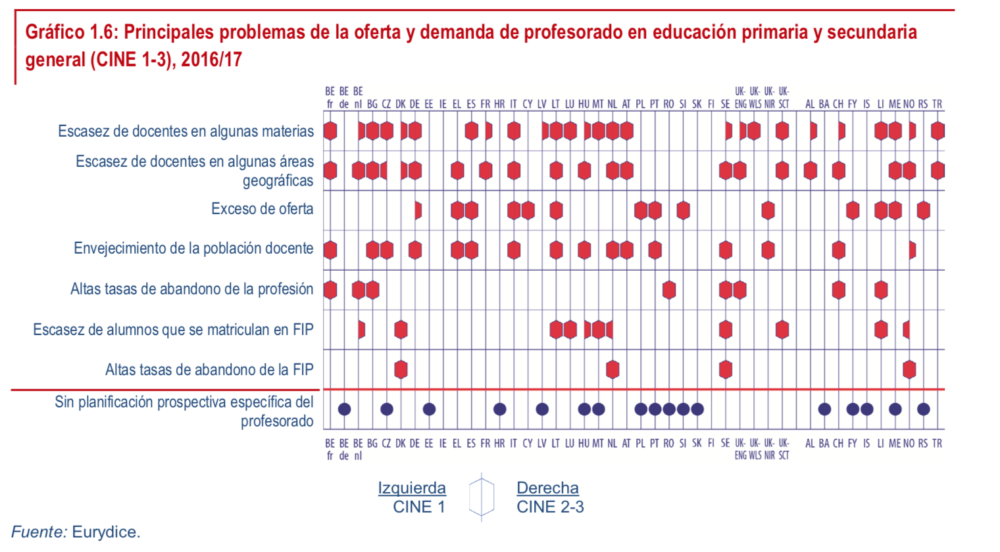 Gráfico 1.6: Principales problemas de la oferta y demanda de profesorado en educación primaria y secundaria
general (CINE 1-3), 2016/17
BE BE BE UK- UK- UK- UK-
fr de nl BG CZ DK DE EE IE EL ES FR HR IT CY LV LT LU HU MT NL AT PL PT RO SI SK FI SE ENG WLS NIR SCT AL BA CH FY IS LI ME NO RS TR
Escasez de docentes en algunas materias
Escasez de docentes en algunas áreas
geográficas
Exceso de oferta
Envejecimiento de la población docente
Altas tasas de abandono de la profesión
Escasez de alumnos que se matriculan en FIP
Altas tasas de abandono de la FIP
Sin planificación prospectiva específica del
profesorado
BE BE BE BG CZ DK DE EE IE EL ES FR HR IT CY LV LT LU HU MT NL AT PL PT RO SI SK FI SE UK- UK- UK- UK- AL BA CH FY IS LI ME NO RS TR
fr de nl ENG WLS NIR SCT
Izquierda Derecha
CINE 1 CINE 2-3
Fuente: Eurydice.